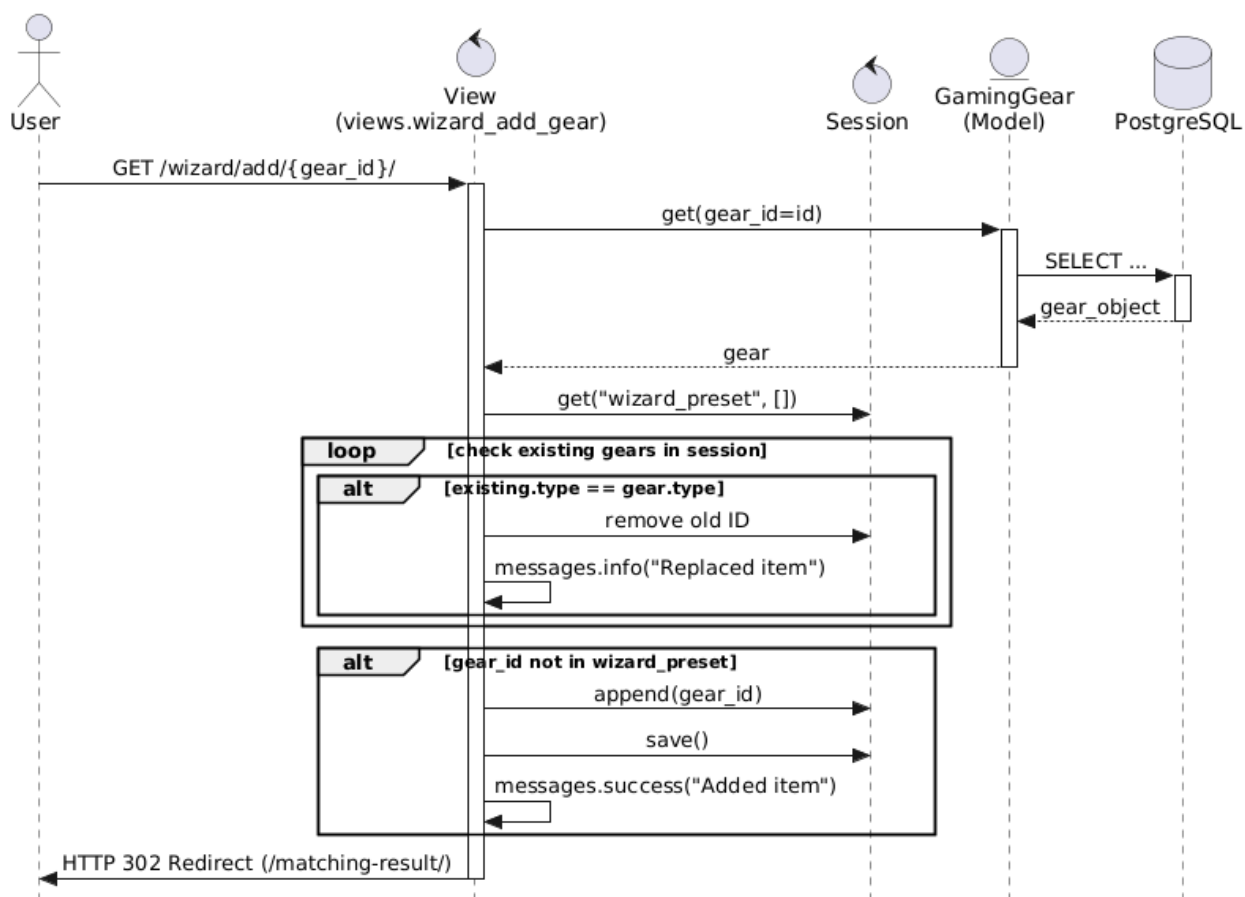 User
View
(views.wizard_add_gear)
Session
GamingGear
(Model)
PostgreSQL
GET /wizard/add/{gear_id}/
get(gear_id=id)
SELECT ...
gear_object
gear
get("wizard_preset", [])
loop [check existing gears in session]
alt [existing.type == gear.type]
remove old ID
messages.info("Replaced item")
alt [gear_id not in wizard_preset]
append(gear_id)
save()
messages.success("Added item")
HTTP 302 Redirect (/matching-result/)